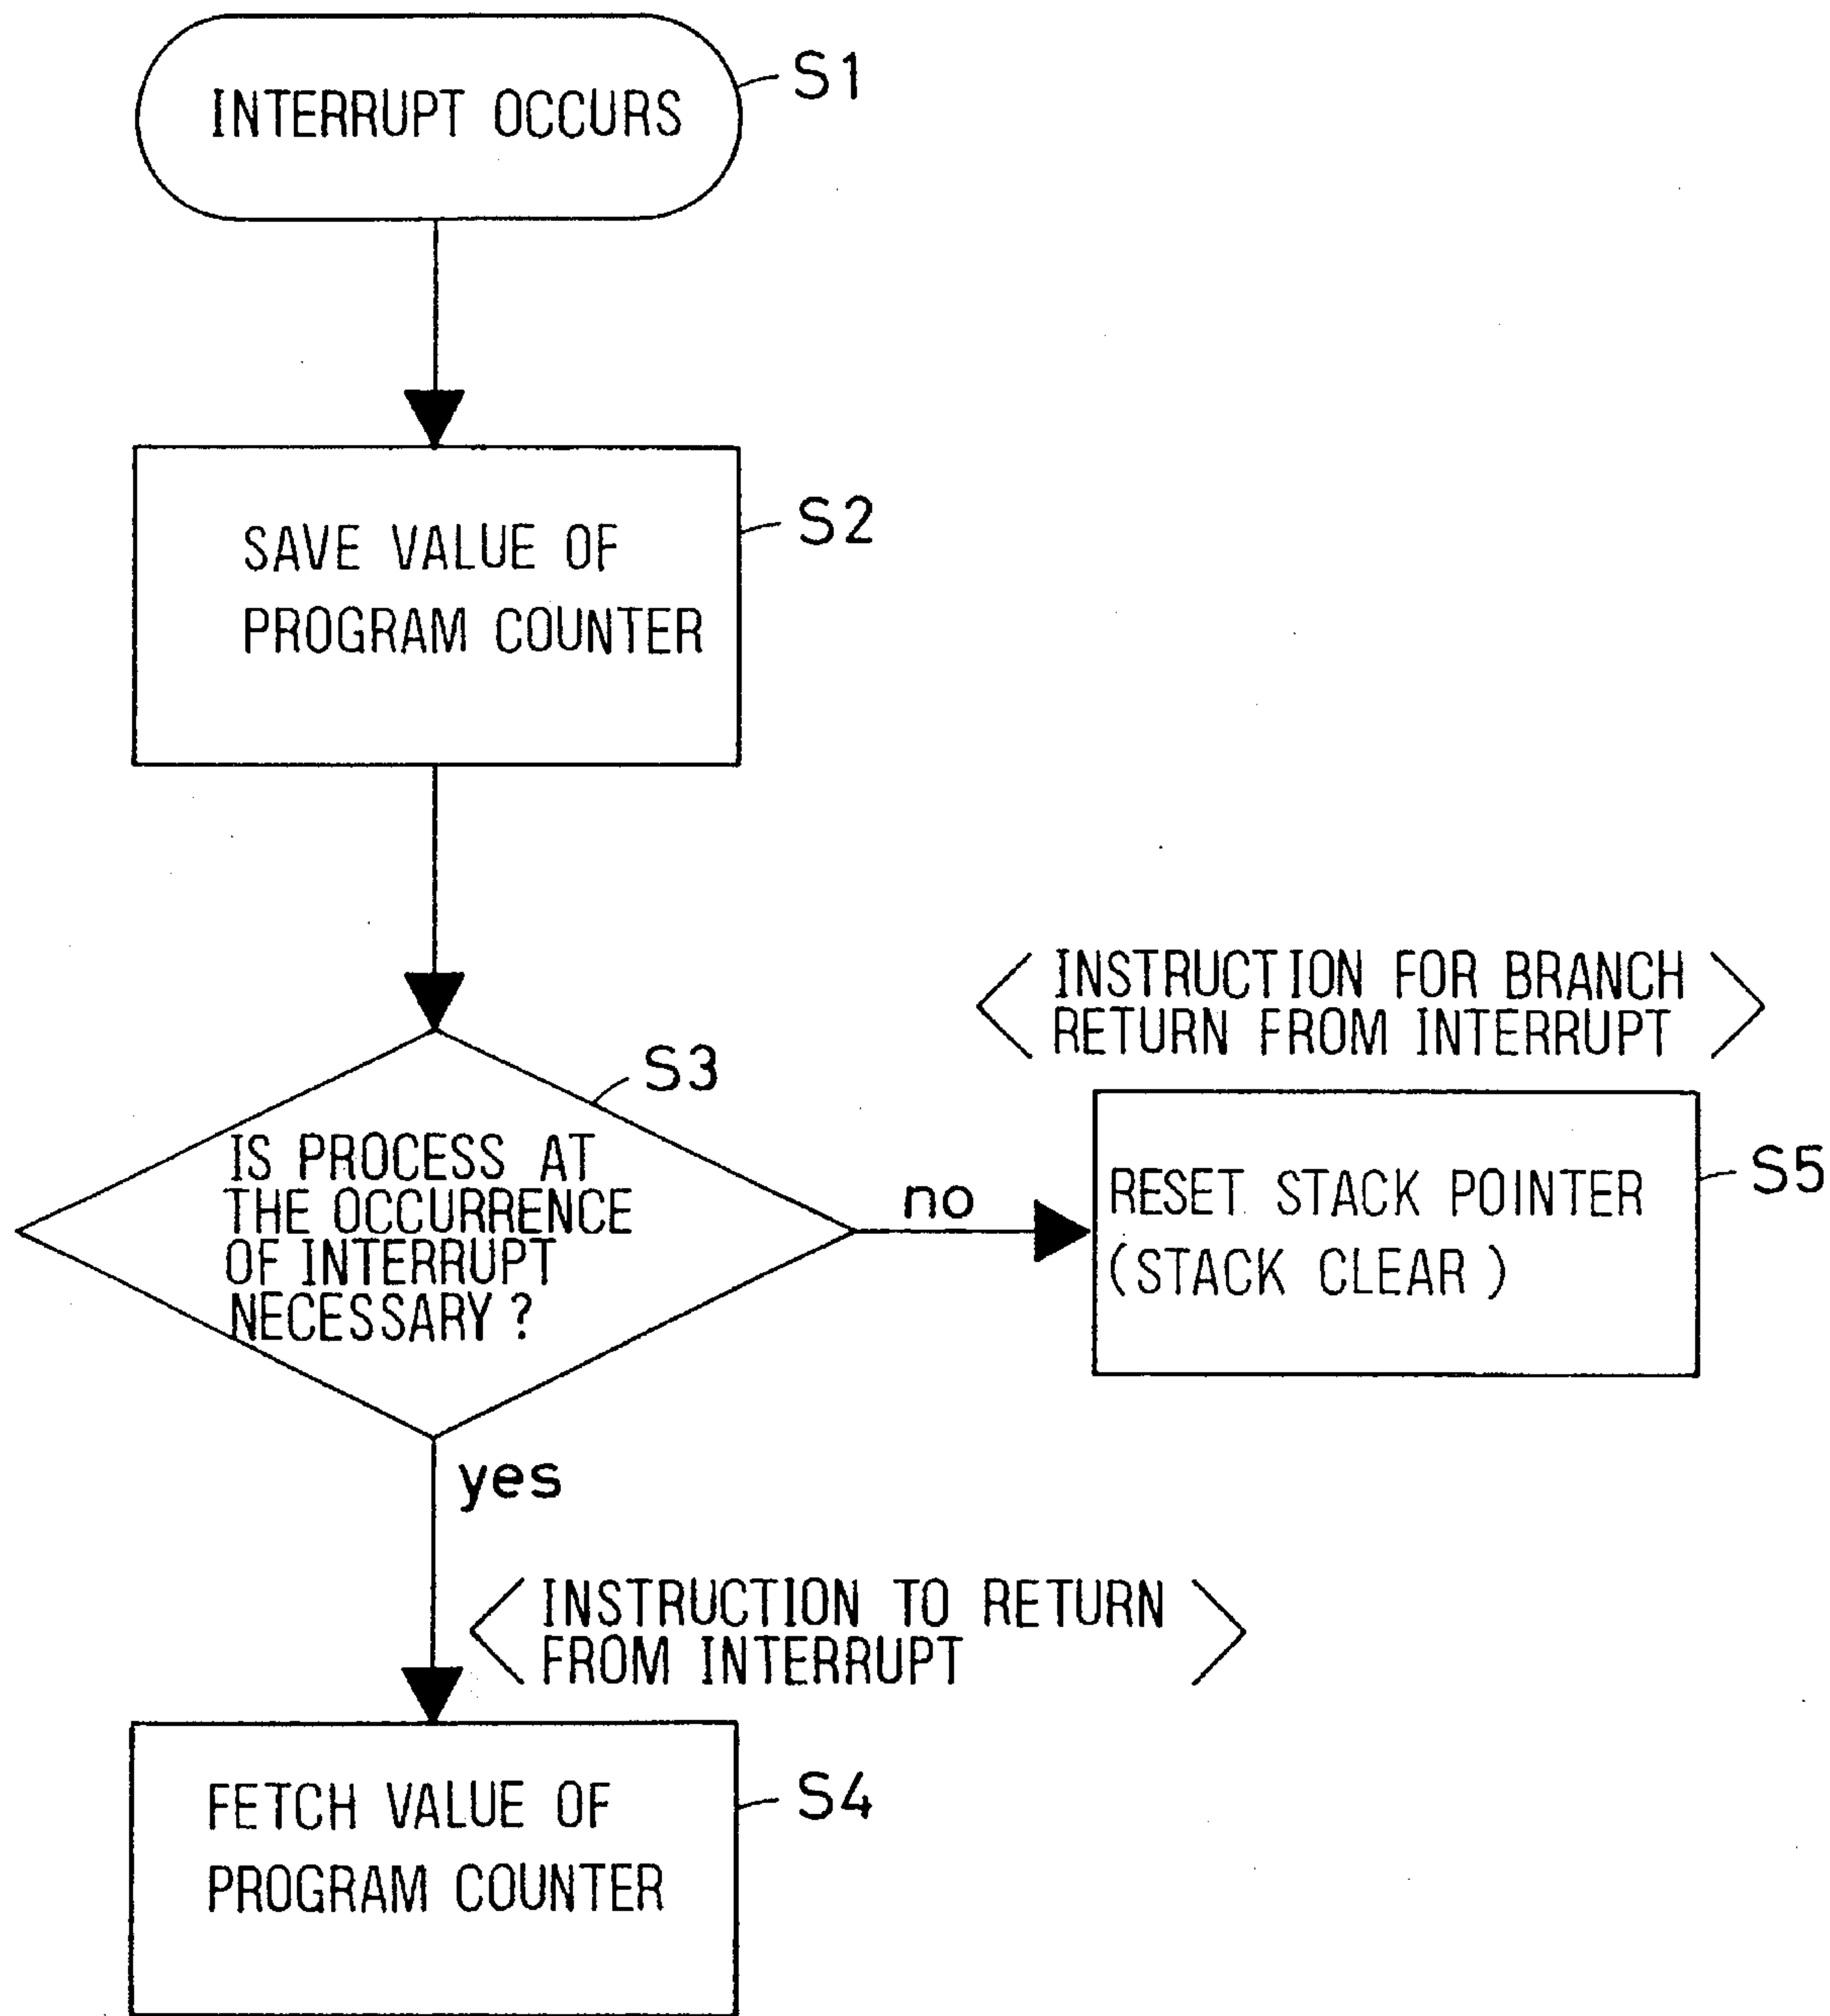 INTERRUPT OCCURS
S1
SAVE VALUE OF
PROGRAM COUNTER
S2
S3
IS PROCESS AT
THE OCCURRENCE
OF INTERRUPT
NECESSARY ?
no
INSTRUCTION FOR BRANCH
RETURN FROM INTERRUPT
RESET STACK POINTER
(STACK CLEAR )
S5
yes
INSTRUCTION TO RETURN
FROM INTERRUPT
FETCH VALUE OF
PROGRAM COUNTER
S4